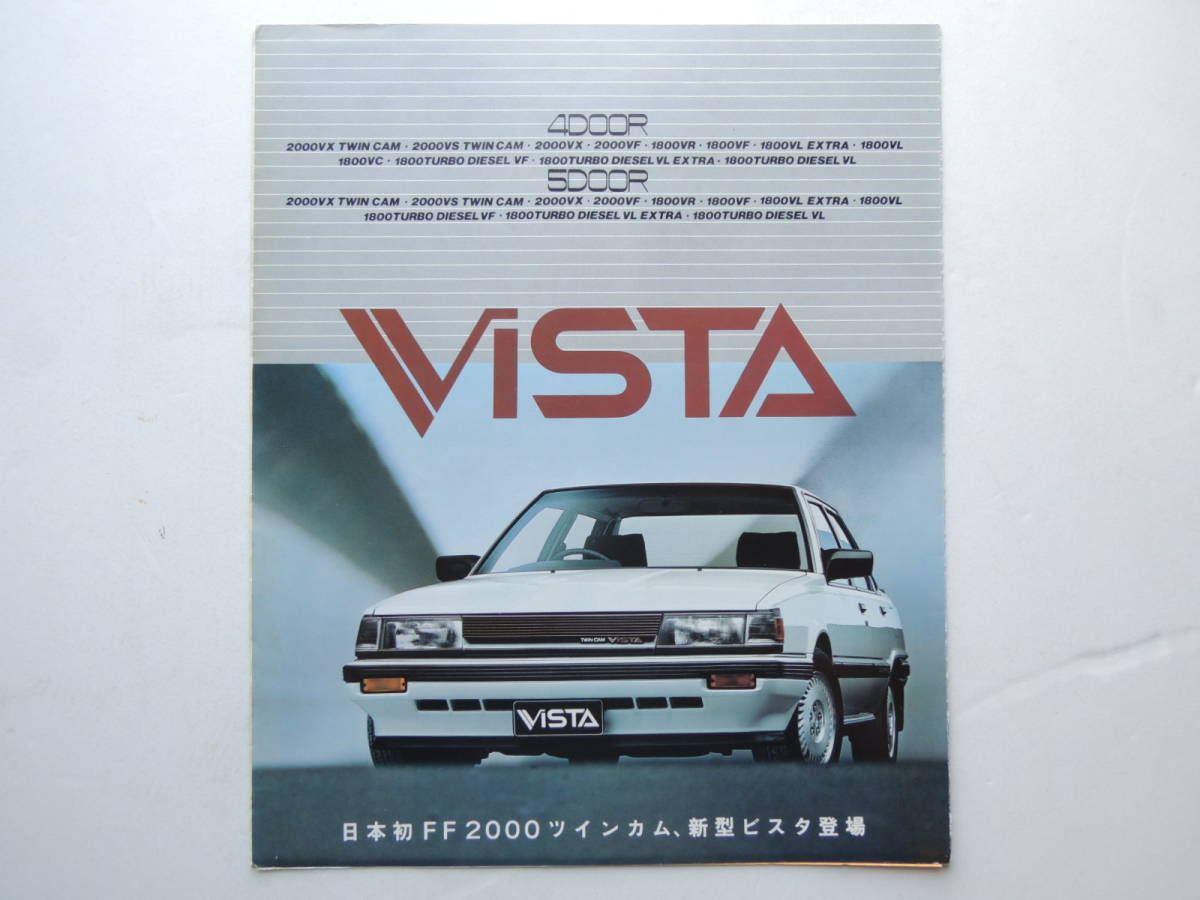 4DOOR
2000VX TWIN CAM・2000VS TWIN CAM・2000VX・2000VF・1800VR・1800VF・1800VL EXTRA・1800VL
1800VC・1800TURBO DIESEL VF・1800TURBO DIESEL VL EXTRA・1800TURBO DIESEL VL
5DOOR
2000VX TWIN CAM・2000VS TWIN CAM・2000VX・2000VF・1800VR・1800VF・1800VL EXTRA・1800VL
1800TURBO DIESEL VF・1800TURBO DIESEL VL EXTRA・1800TURBO DIESEL VL
ViSTA
TWIN CAM VISTA
ViSTA
日本初FF2000ツインカム、新型ビスタ登場